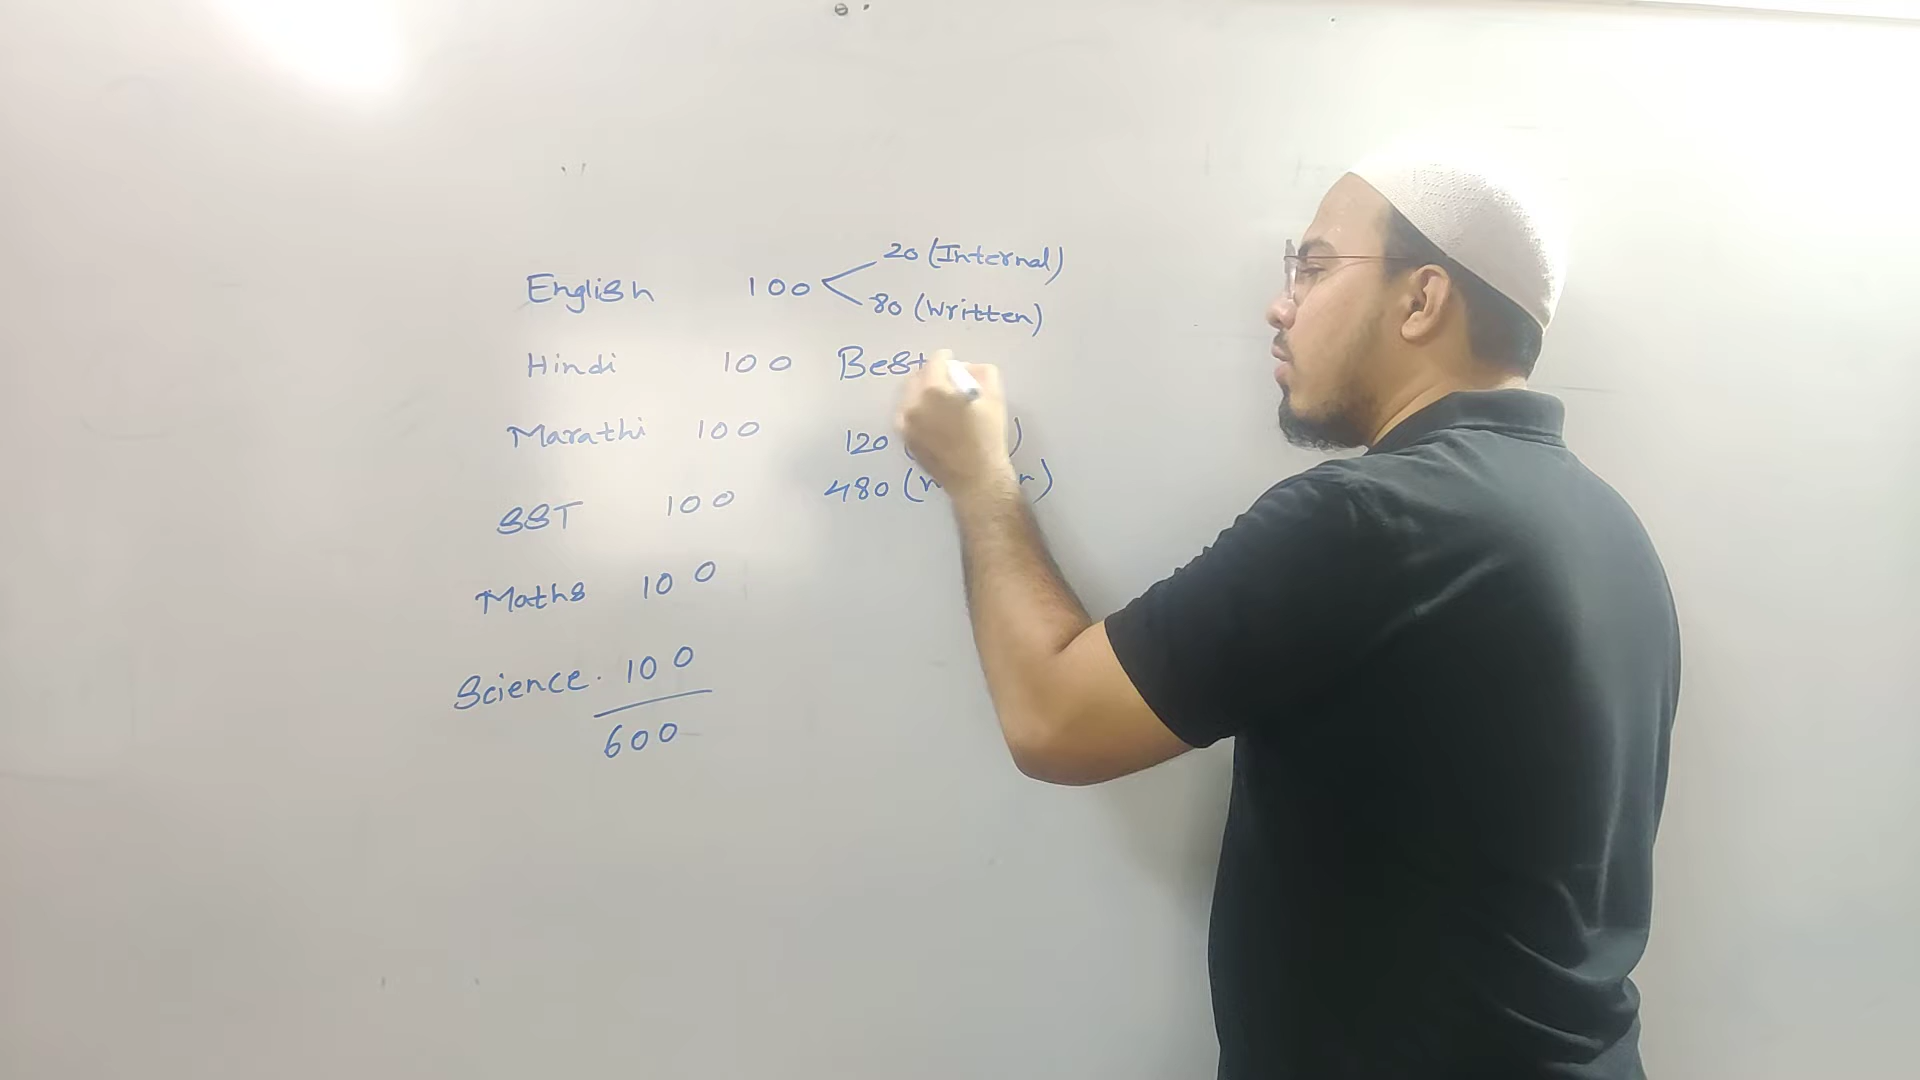 English 100 20 (Internal)
80 (Written)
Hindi 100 Best
Marathi 100 120
SST 100 480
Maths 100
Science. 100
600